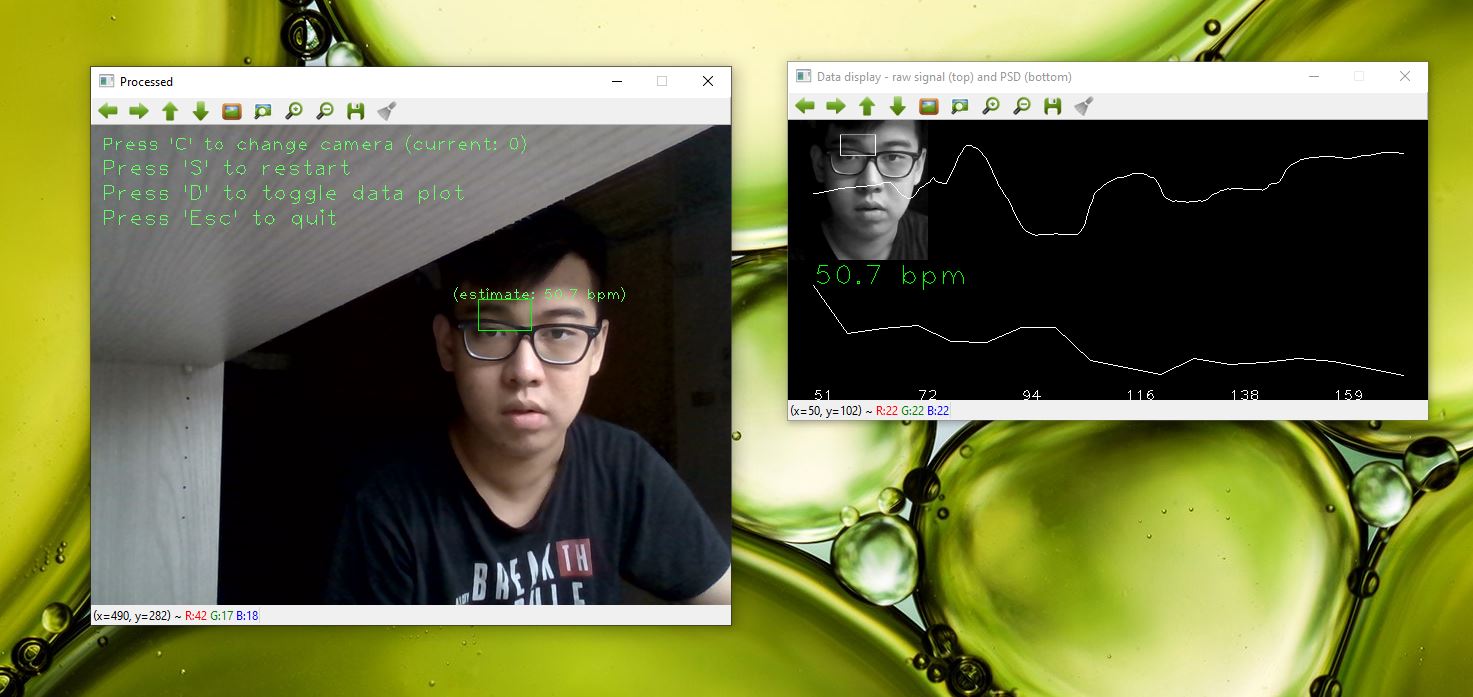 Processed
Press 'C' to change camera (current: 0)
Press 'S' to restart
Press 'D' to toggle data plot
Press 'Esc' to quit
(estimate: 50.7 bpm)
BREAK TH
(x=490, y=282) ~ R:42 G:17 B:18
Data display - raw signal (top) and PSD (bottom)
50.7 bpm
51 72 94 116 138 159
(x=50, y=102) ~ R:22 G:22 B:22